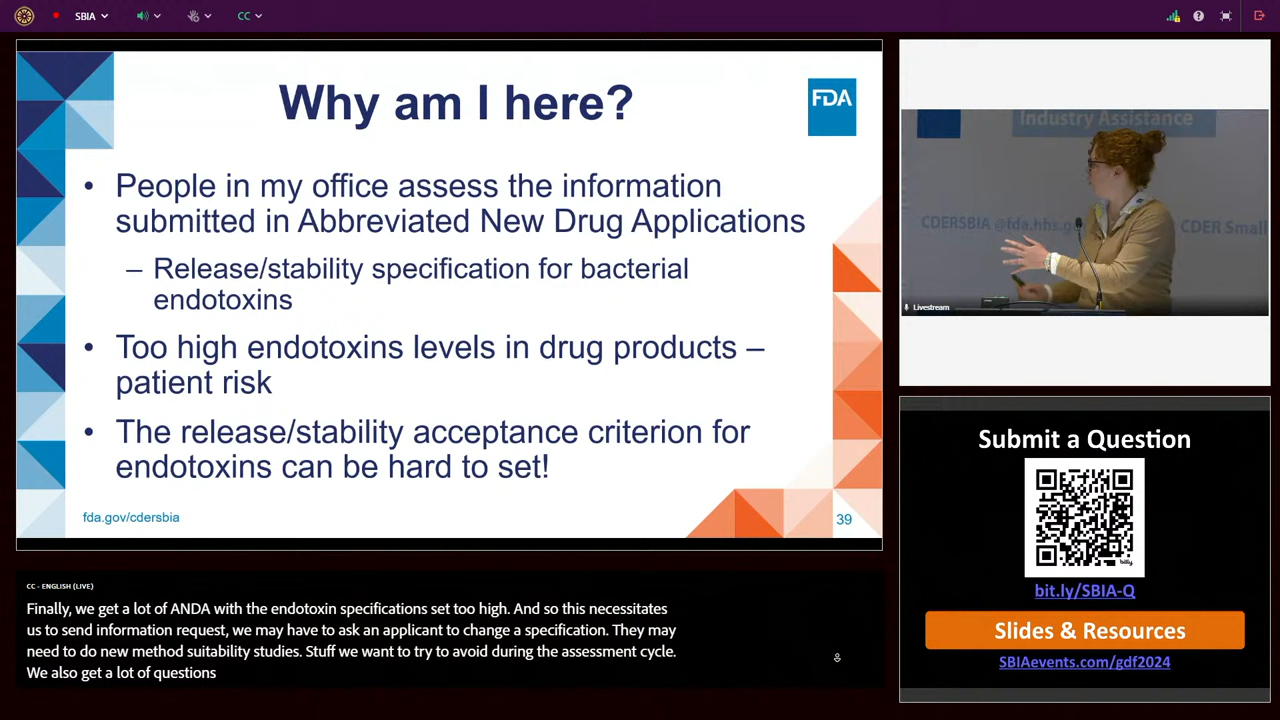 SBIA
CC
Why am I here?
FDA
• People in my office assess the information
submitted in Abbreviated New Drug Applications
– Release/stability specification for bacterial
endotoxins
• Too high endotoxins levels in drug products –
patient risk
• The release/stability acceptance criterion for
endotoxins can be hard to set!
fda.gov/cdersbia
39
Industry Assistance
CDERSBIA @fda.hhs.g
CDER Small
Livestream
CC - ENGLISH (LIVE)
Finally, we get a lot of ANDA with the endotoxin specifications set too high. And so this necessitates
us to send information request, we may have to ask an applicant to change a specification. They may
need to do new method suitability studies. Stuff we want to try to avoid during the assessment cycle.
We also get a lot of questions
Submit a Question
bitly
bit.ly/SBIA-Q
Slides & Resources
SBIAevents.com/gdf2024